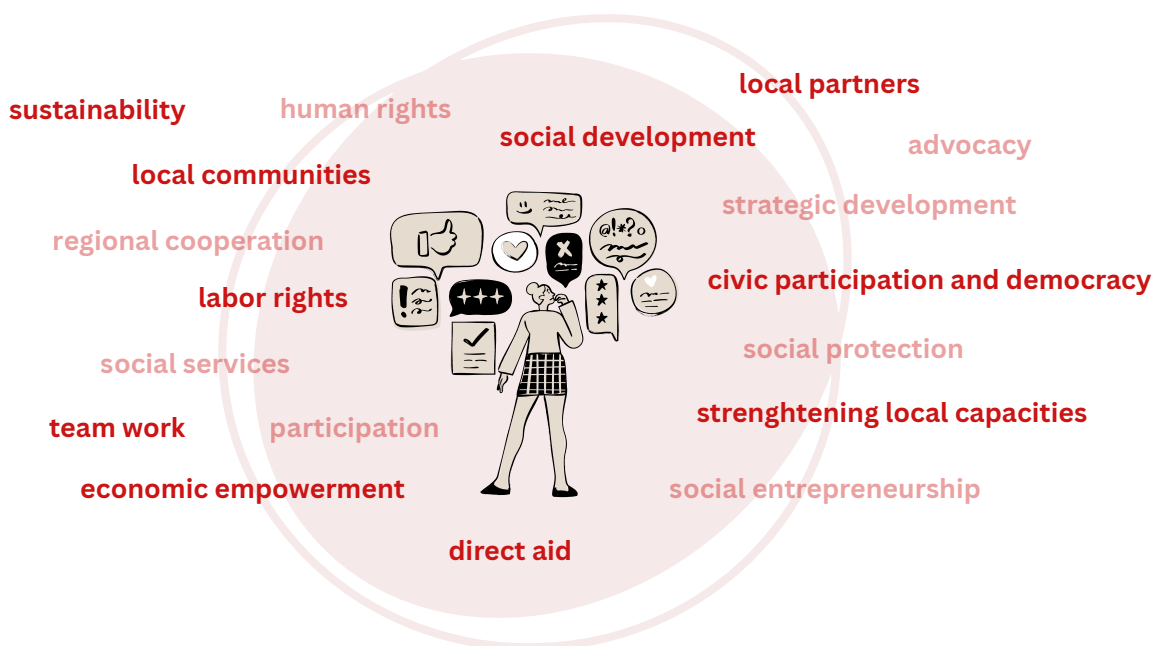 local partners
sustainability
human rights
social development
advocacy
local communities
strategic development
@!*?o
regional cooperation
civic participation and democracy
labor rights
!
social protection
social services
strenghtening local capacities
team work
participation
economic empowerment
social entrepreneurship
direct aid